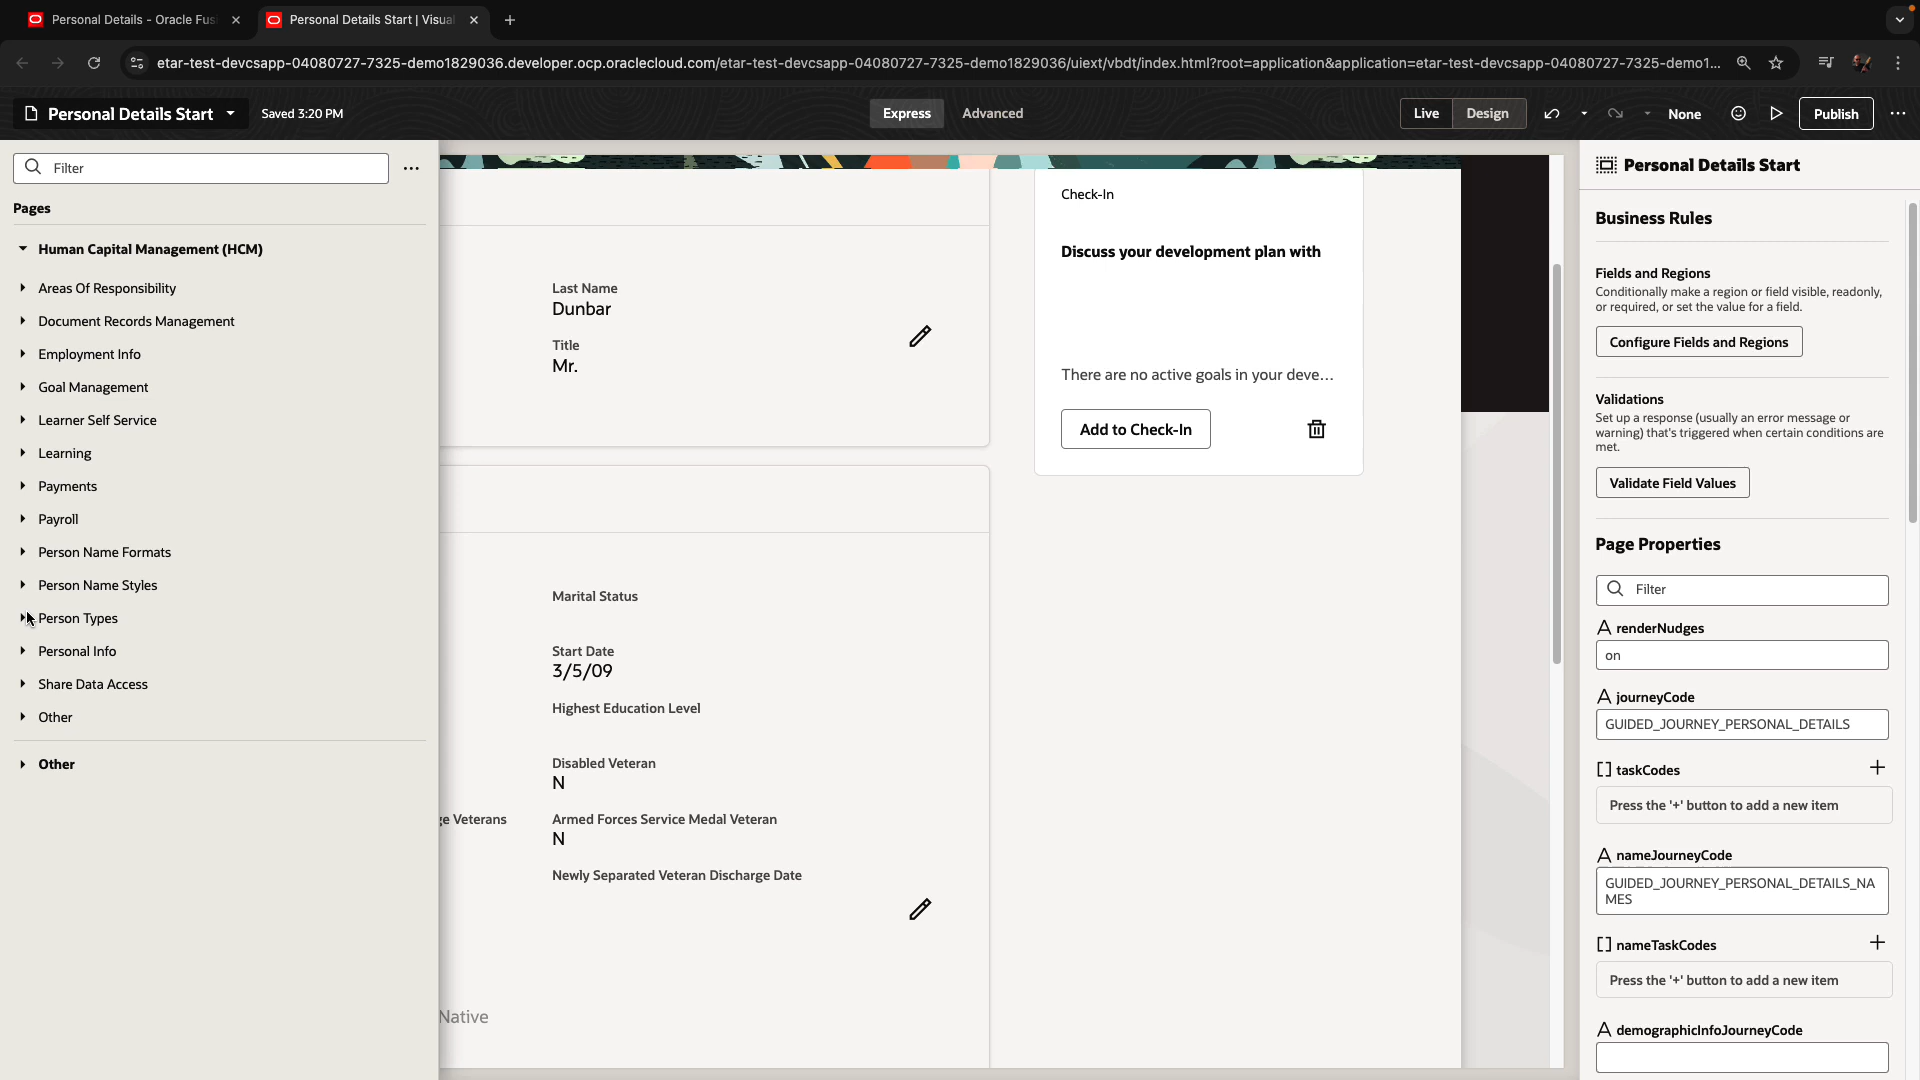 Personal Details - Oracle Fus
Personal Details Start | Visual
etar-test-devcsapp-04080727-7325-demo1829036.developer.ocp.oraclecloud.com/etar-test-devcsapp-04080727-7325-demo1829036/uiext/vbdt/index.html?root=application&application=etar-test-devcsapp-04080727-7325-demo1...
Personal Details Start
Saved 3:20 PM
Express
Advanced
Live
Design
None
Publish
Filter
Pages
Human Capital Management (HCM)
Areas Of Responsibility
Document Records Management
Employment Info
Goal Management
Learner Self Service
Learning
Payments
Payroll
Person Name Formats
Person Name Styles
Person Types
Personal Info
Share Data Access
Other
Other
Last Name
Dunbar
Title
Mr.
Marital Status
Start Date
3/5/09
Highest Education Level
Disabled Veteran
N
ge Veterans
Armed Forces Service Medal Veteran
N
Newly Separated Veteran Discharge Date
Native
Check-In
Discuss your development plan with
There are no active goals in your deve...
Add to Check-In
Personal Details Start
Business Rules
Fields and Regions
Conditionally make a region or field visible, readonly,
or required, or set the value for a field.
Configure Fields and Regions
Validations
Set up a response (usually an error message or
warning) that's triggered when certain conditions are
met.
Validate Field Values
Page Properties
Filter
renderNudges
on
journeyCode
GUIDED_JOURNEY_PERSONAL_DETAILS
taskCodes
Press the '+' button to add a new item
nameJourneyCode
GUIDED_JOURNEY_PERSONAL_DETAILS_NA
MES
nameTaskCodes
Press the '+' button to add a new item
demographicInfoJourneyCode